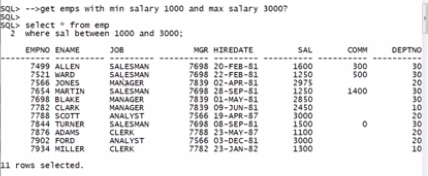 SQL> -->get emps with min salary 1000 and max salary 3000?
SQL>
SQL> select * from emp
  2  where sal between 1000 and 3000;
EMPNO ENAME      JOB              MGR HIREDATE         SAL       COMM     DEPTNO
---------- ---------- --------- ---------- --------- ---------- ---------- ----------
7499 ALLEN      SALESMAN        7698 20-FEB-81       1600        300         30
7521 WARD       SALESMAN        7698 22-FEB-81       1250        500         30
7566 JONES      MANAGER         7839 02-APR-81       2975                    20
7654 MARTIN     SALESMAN        7698 28-SEP-81       1250       1400         30
7698 BLAKE      MANAGER         7839 01-MAY-81       2850                    30
7782 CLARK      MANAGER         7839 09-JUN-81       2450                    10
7788 SCOTT      ANALYST         7566 19-APR-87       3000                    20
7844 TURNER     SALESMAN        7698 08-SEP-81       1500          0         30
7876 ADAMS      CLERK           7788 23-MAY-87       1100                    20
7902 FORD       ANALYST         7566 03-DEC-81       3000                    20
7934 MILLER     CLERK           7782 23-JAN-82       1300                    10
11 rows selected.